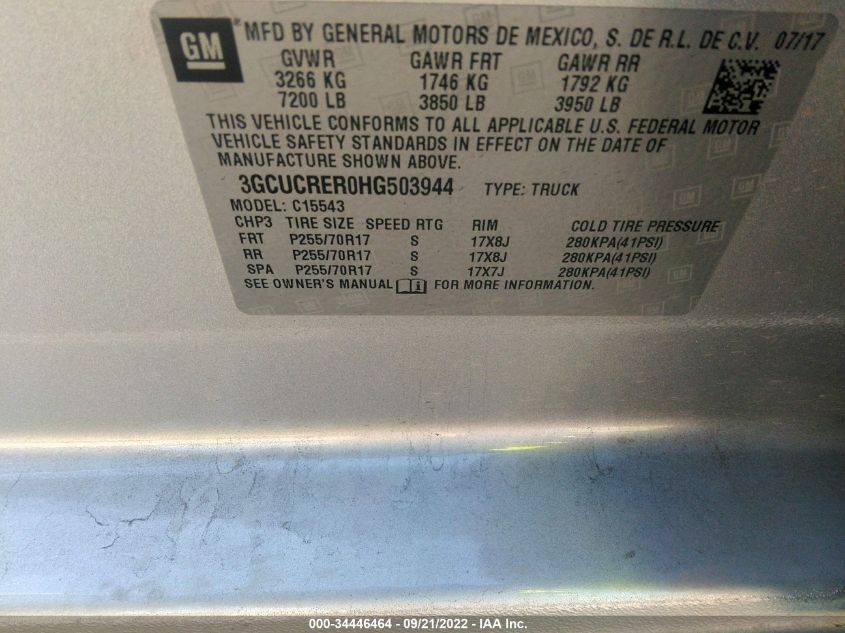 GM
MFD BY GENERAL MOTORS DE MEXICO, S. DE R.L. DE C.V. 07/17
GVWR GAWR FRT GAWR RR
3266 KG 1746 KG 1792 KG
7200 LB 3850 LB 3950 LB
THIS VEHICLE CONFORMS TO ALL APPLICABLE U.S. FEDERAL MOTOR
VEHICLE SAFETY STANDARDS IN EFFECT ON THE DATE OF
MANUFACTURE SHOWN ABOVE.
3GCUCRER0HG503944 TYPE: TRUCK
MODEL: C15543
CHP3 TIRE SIZE SPEED RTG RIM COLD TIRE PRESSURE
FRT P255/70R17 S 17X8J 280KPA(41PSI)
RR P255/70R17 S 17X8J 280KPA(41PSI)
SPA P255/70R17 S 17X7J 280KPA(41PSI)
SEE OWNER'S MANUAL FOR MORE INFORMATION.
000-34446464 - 09/21/2022 - IAA Inc.